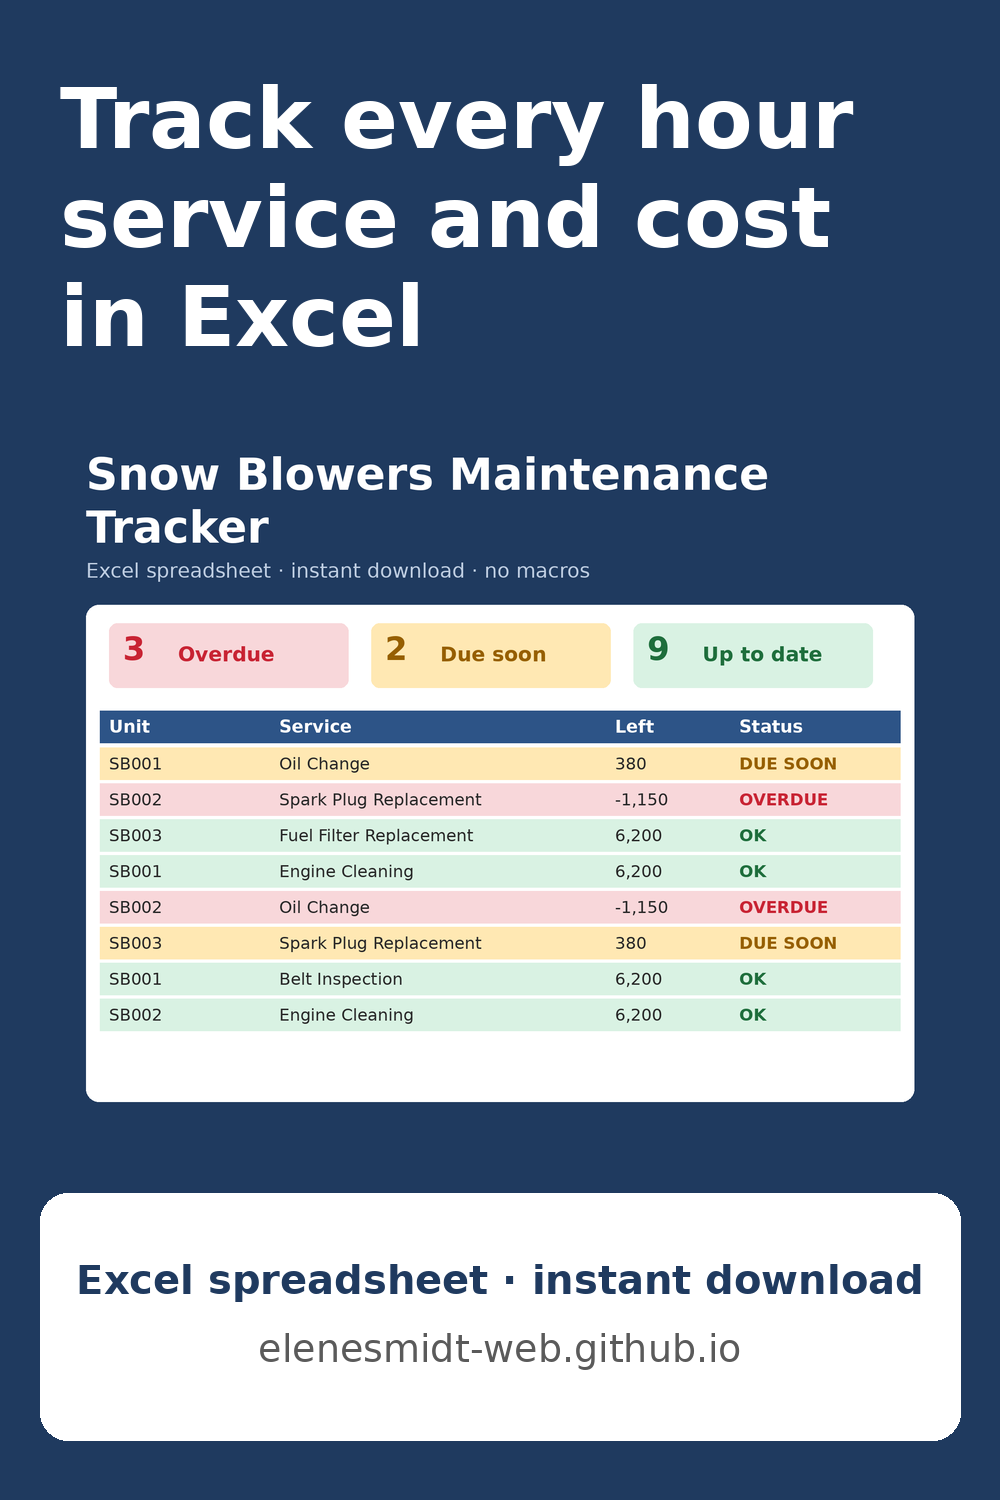 Track every hour
service and cost
in Excel
Snow Blowers Maintenance
Tracker
Excel spreadsheet · instant download · no macros
3 Overdue 2 Due soon 9 Up to date
Unit Service Left Status
SB001 Oil Change 380 DUE SOON
SB002 Spark Plug Replacement -1,150 OVERDUE
SB003 Fuel Filter Replacement 6,200 OK
SB001 Engine Cleaning 6,200 OK
SB002 Oil Change -1,150 OVERDUE
SB003 Spark Plug Replacement 380 DUE SOON
SB001 Belt Inspection 6,200 OK
SB002 Engine Cleaning 6,200 OK
Excel spreadsheet · instant download
elenesmidt-web.github.io